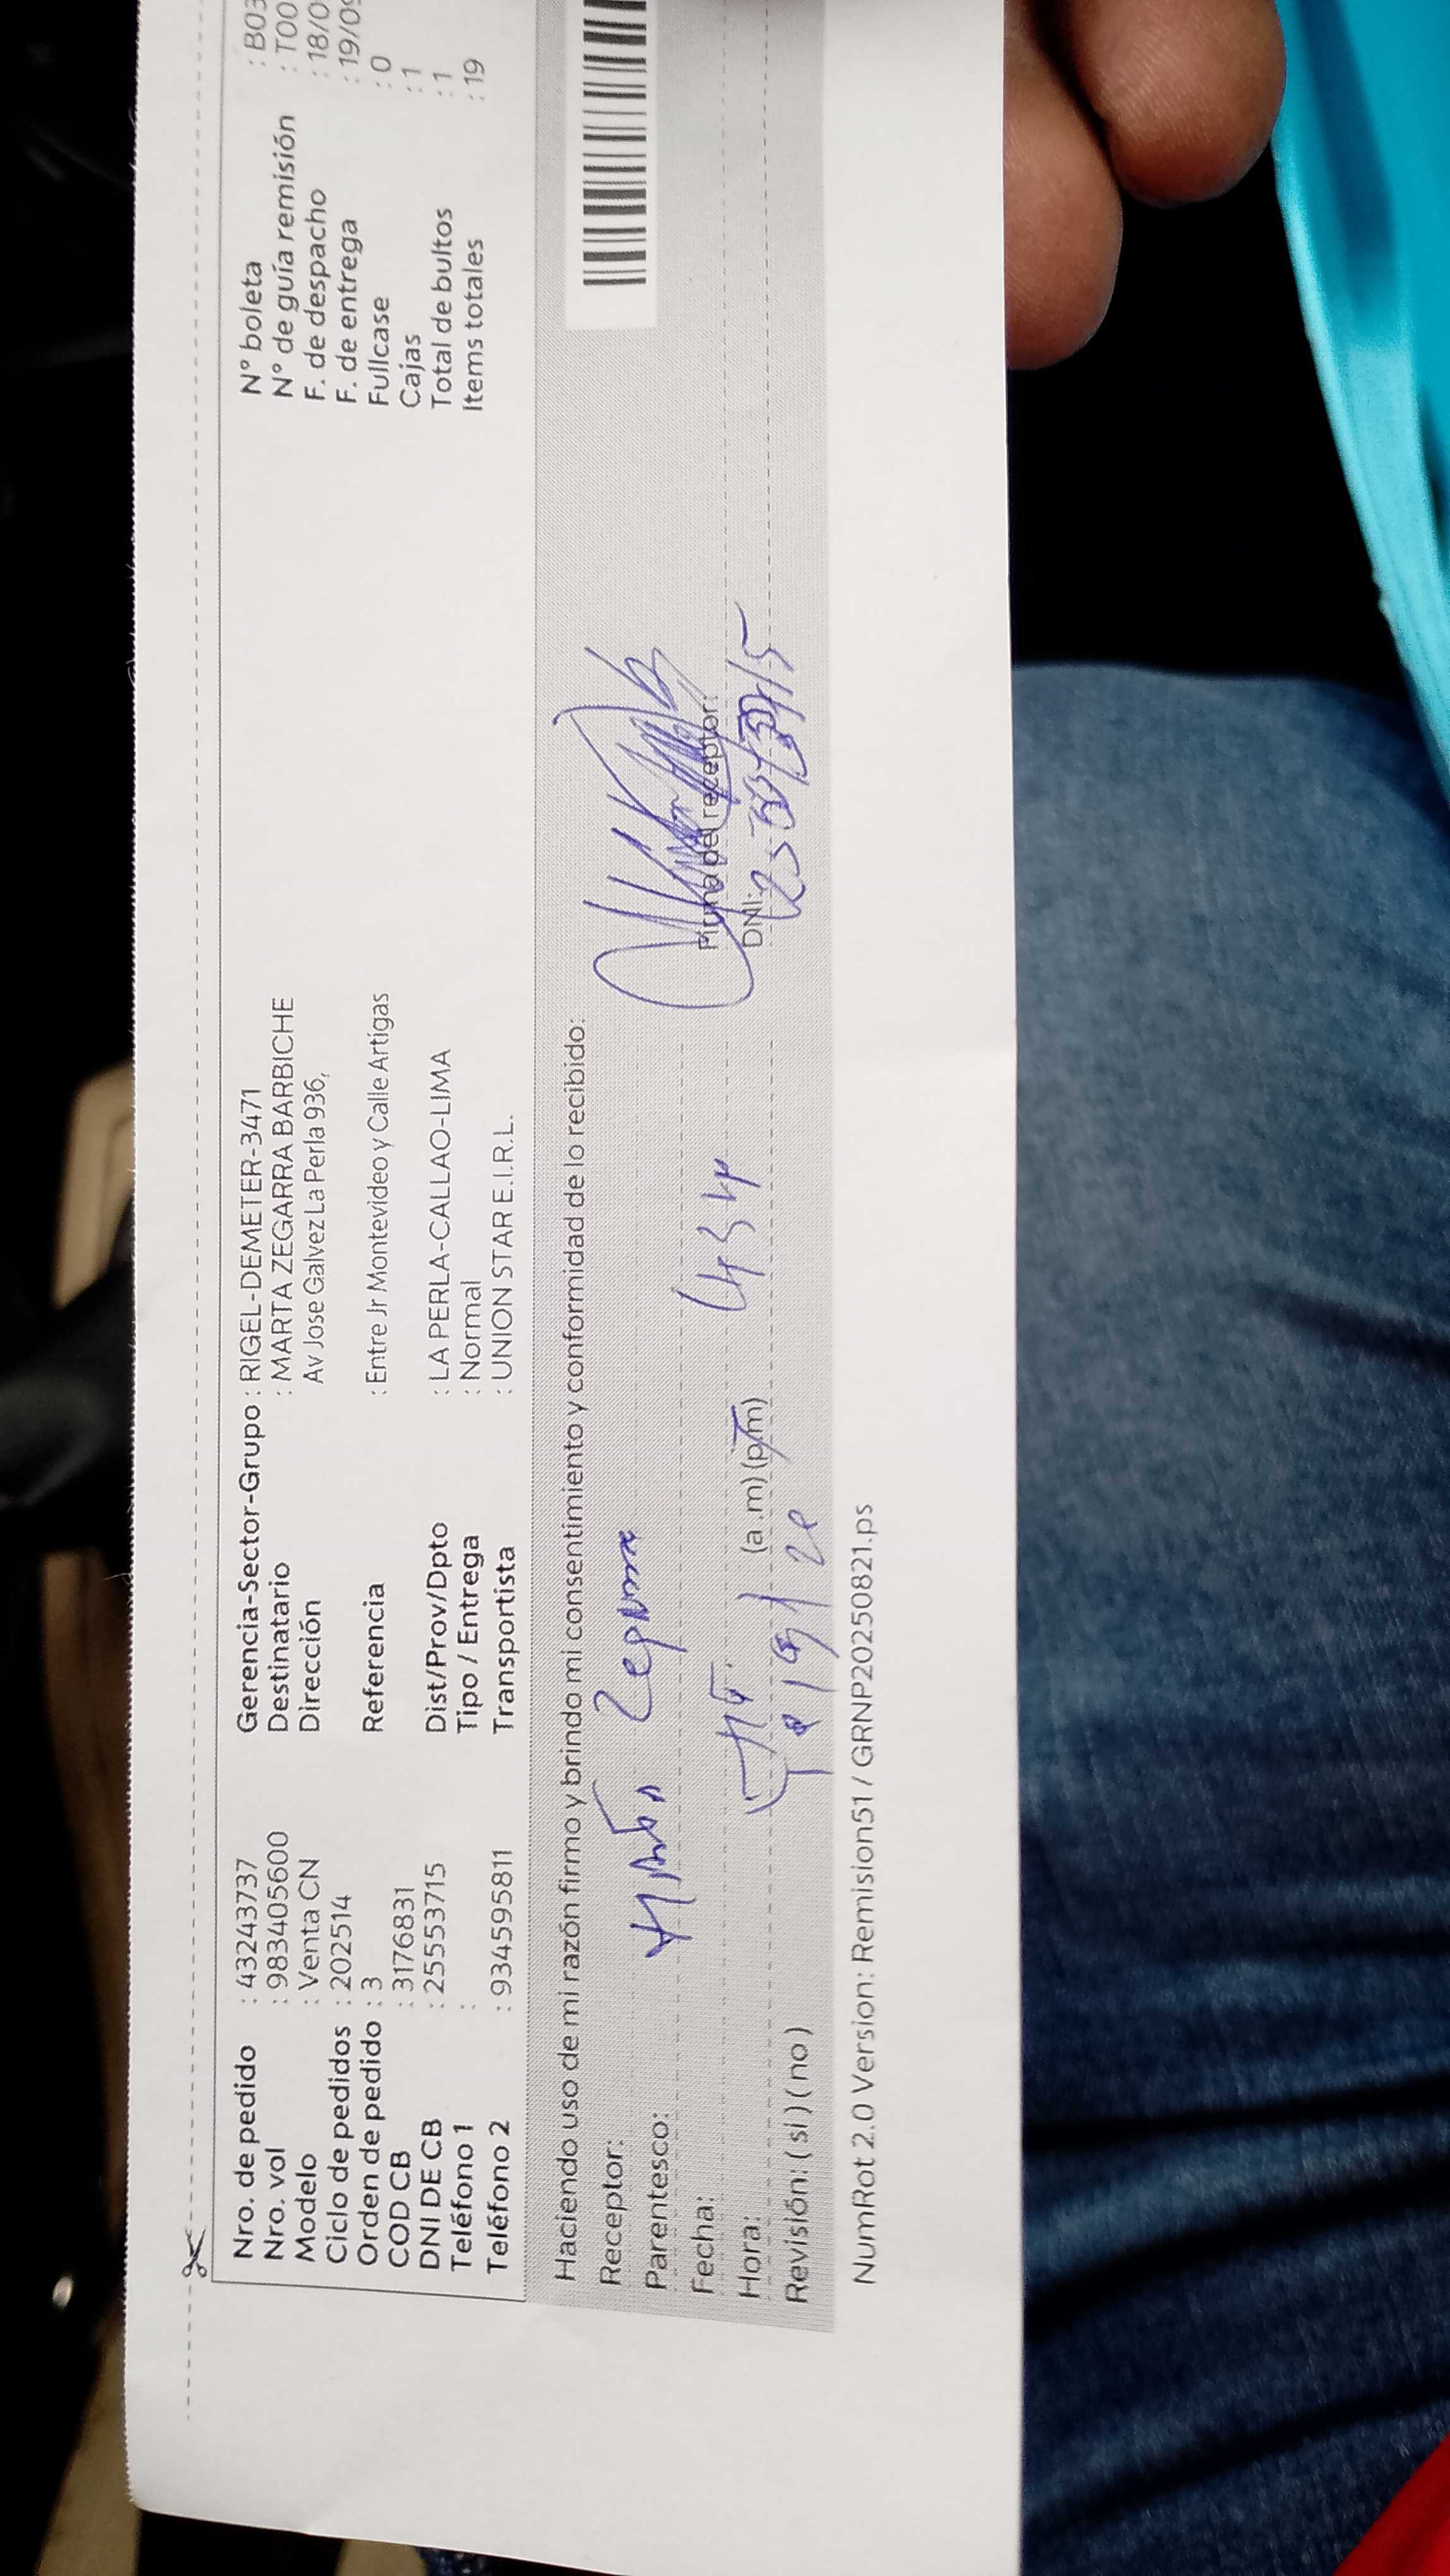 Nro. de pedido : 43243737 Gerencia-Sector-Grupo : RIGEL-DEMETER-3471 N° boleta : B03
Nro. vol : 983405600 Destinatario : MARTA ZEGARRA BARBICHE N° de guía remisión : T00
Modelo : Venta CN Dirección Av Jose Galvez La Perla 936, F. de despacho : 18/0
Ciclo de pedidos : 202514 F. de entrega : 19/09
Orden de pedido : 3 Referencia : Entre Jr Montevideo y Calle Artigas Fullcase : 0
COD CB : 3176831 Cajas : 1
DNI DE CB : 25553715 Dist/Prov/Dpto : LA PERLA-CALLAO-LIMA Total de bultos : 1
Teléfono 1 : Tipo / Entrega : Normal Items totales : 19
Teléfono 2 : 934595811 Transportista : UNION STAR E.I.R.L.
Haciendo uso de mi razón firmo y brindo mi consentimiento y conformidad de lo recibido:
Receptor:
Parentesco:
Fecha: Firma del receptor:
Hora: (a.m) (p.m) DNI:
Revisión: ( si ) ( no )
NumRot 2.0 Version: Remision51 / GRNP20250821.ps